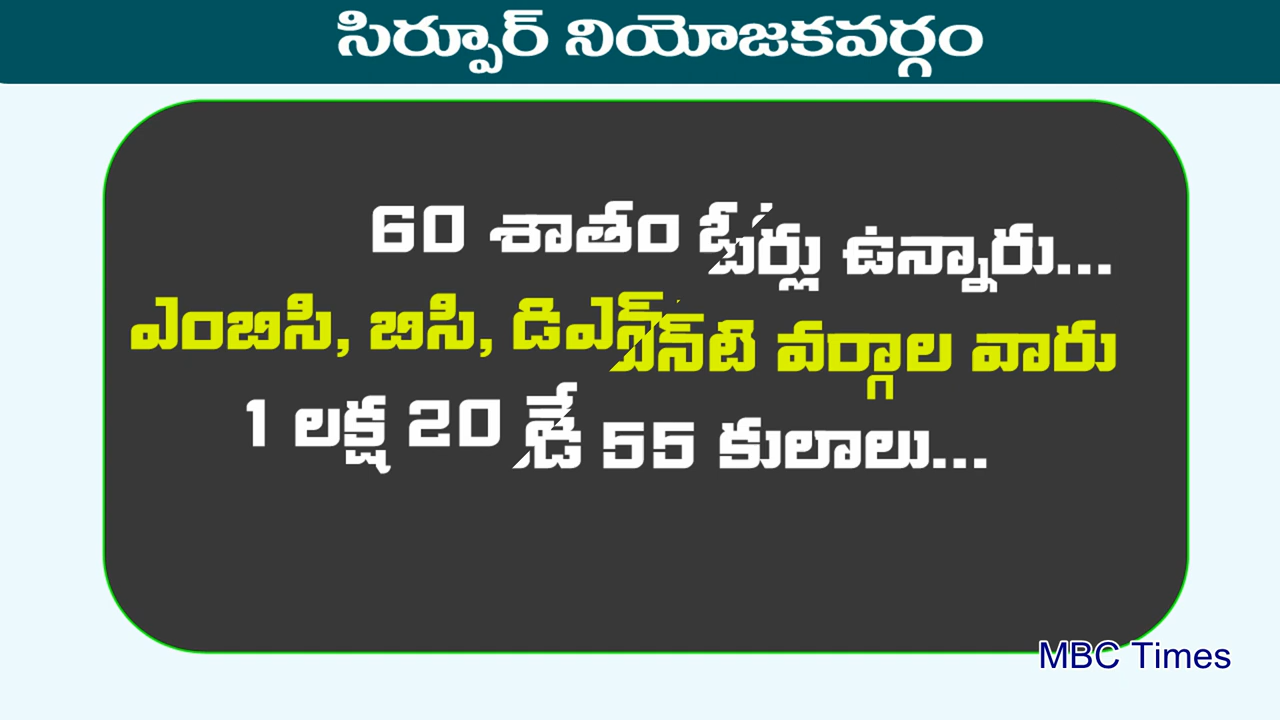 సిర్పూర్ నియోజకవర్గం
60 శాతం ఉన్నారు...
ఎంబిసి, బిసి, వర్గాల వారు
1 లక్ష 20 55 కులాలు...
MBC Times